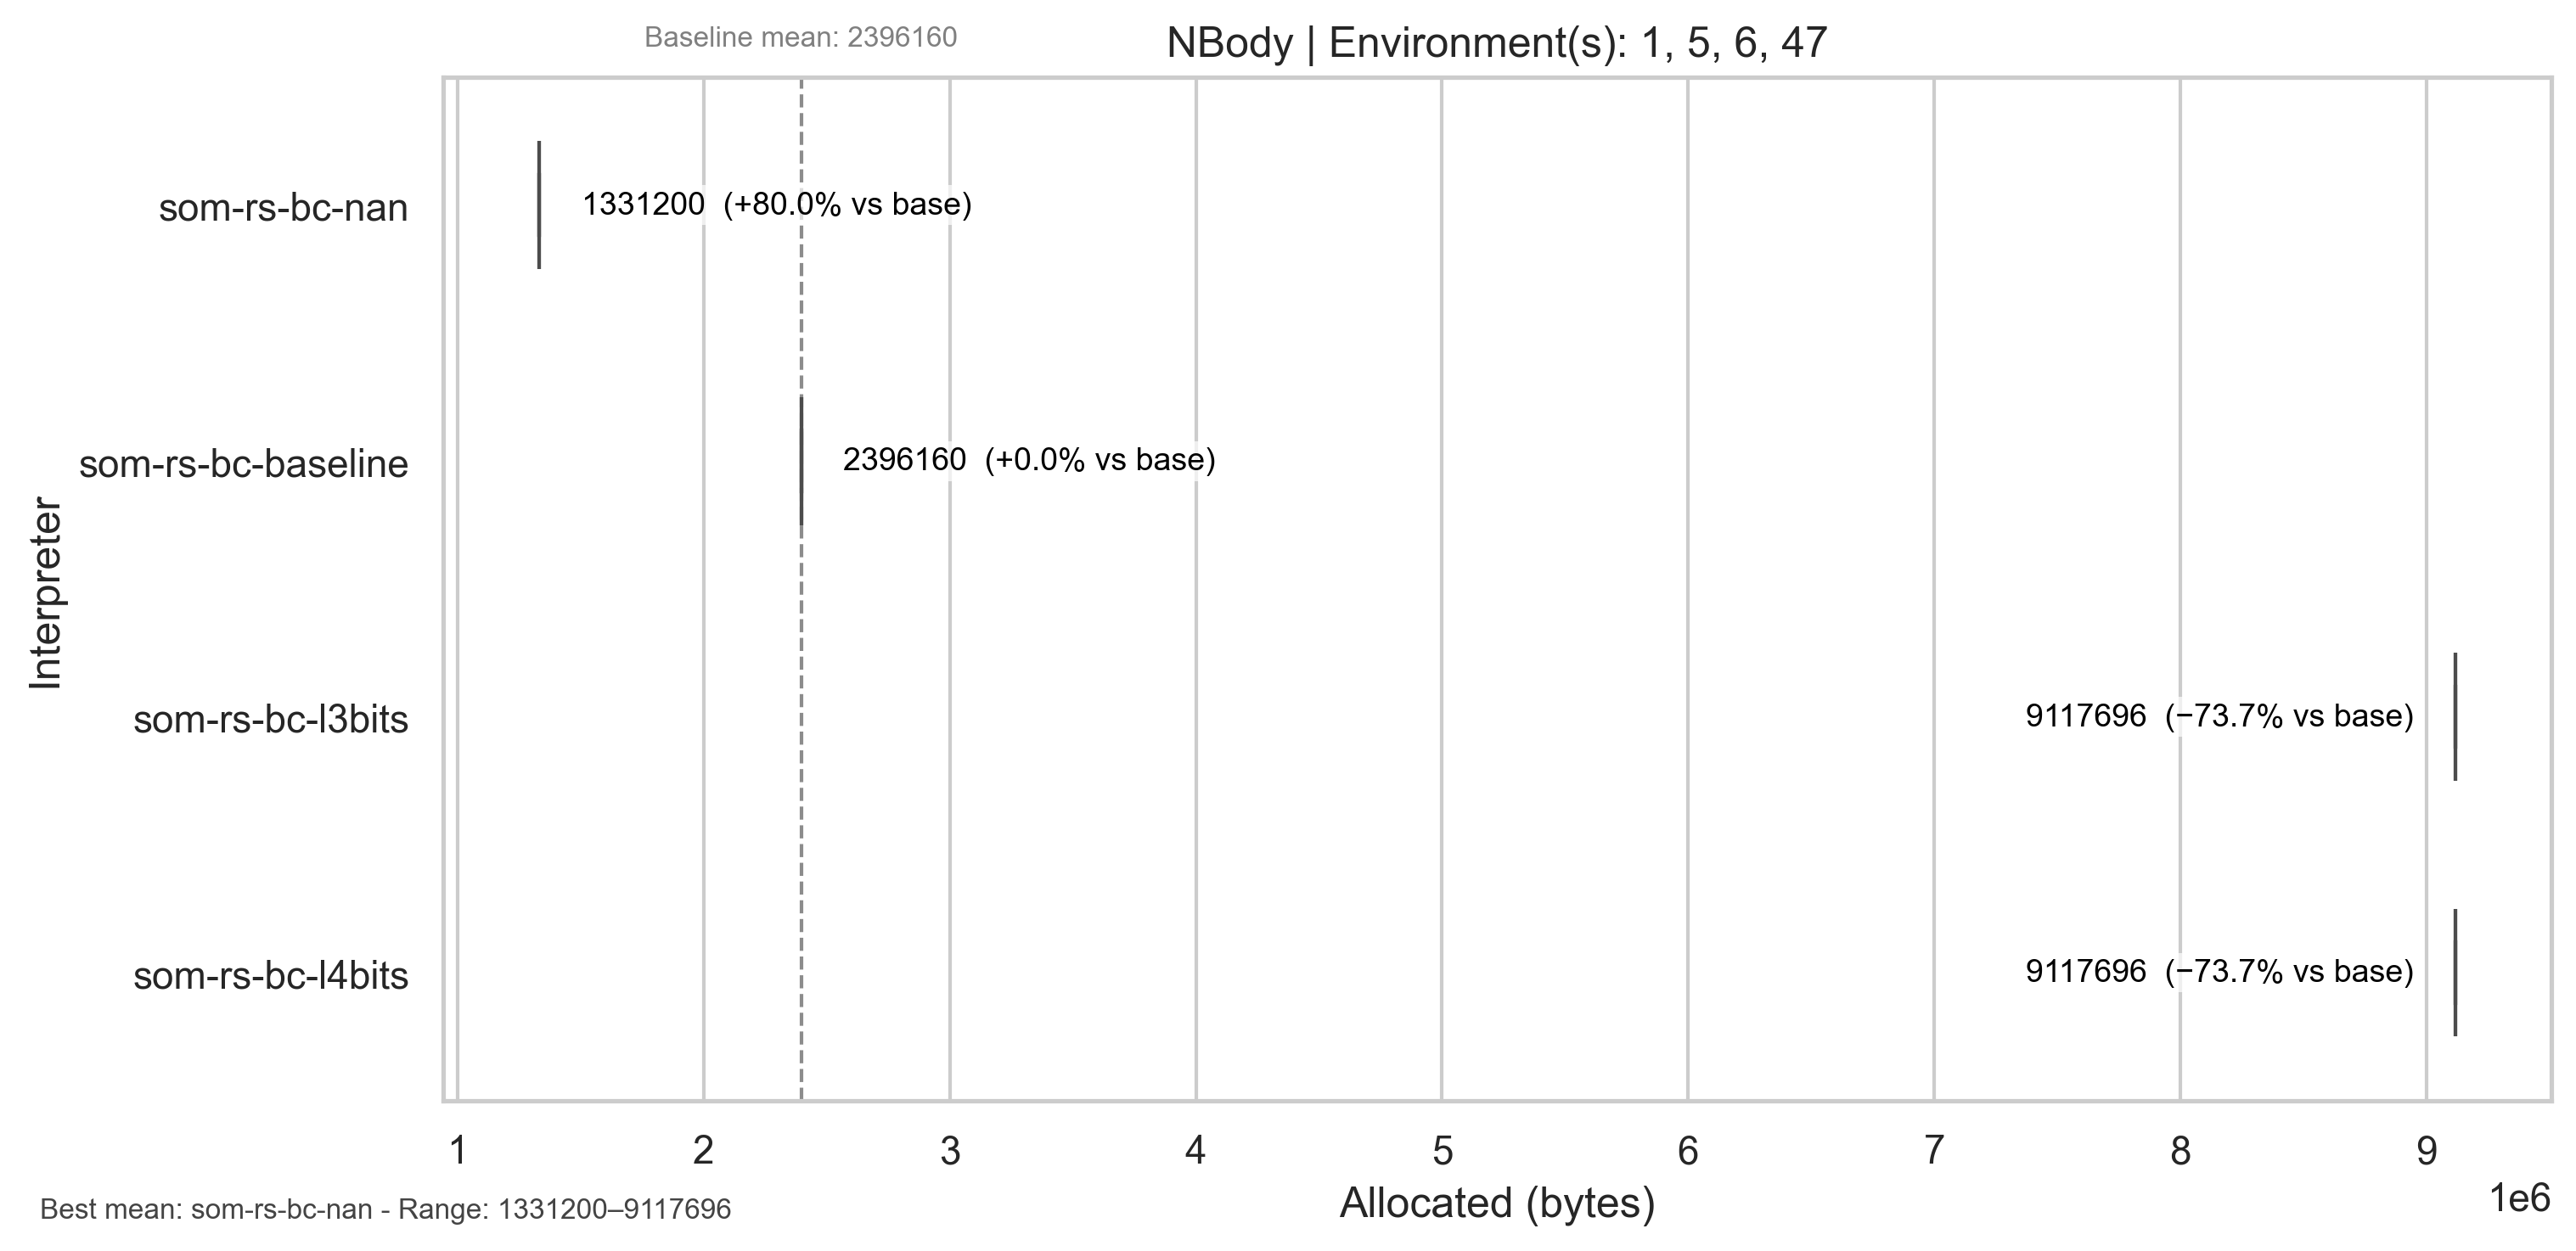 Baseline mean: 2396160
NBody | Environment(s): 1, 5, 6, 47
Interpreter
som-rs-bc-nan
1331200 (+80.0% vs base)
som-rs-bc-baseline
2396160 (+0.0% vs base)
som-rs-bc-l3bits
9117696 (−73.7% vs base)
som-rs-bc-l4bits
9117696 (−73.7% vs base)
1 2 3 4 5 6 7 8 9
1e6
Allocated (bytes)
Best mean: som-rs-bc-nan - Range: 1331200–9117696